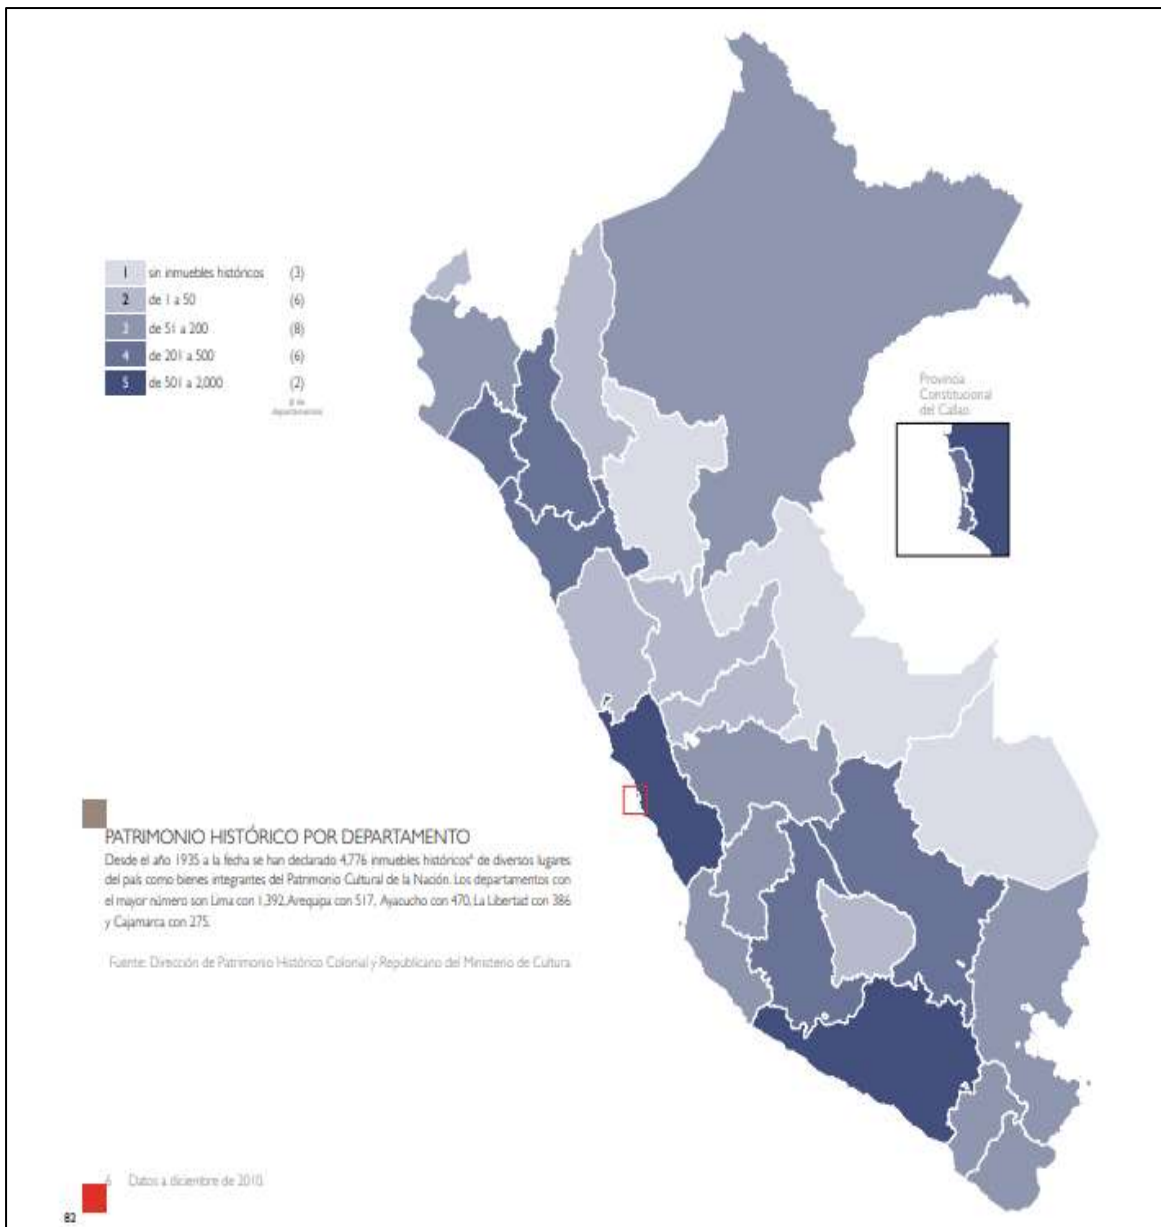 1 sin inmuebles históricos (3)
2 de 1 a 50 (6)
3 de 51 a 200 (8)
4 de 201 a 500 (6)
5 de 501 a 2,000 (2)
# de
departamentos
Provincia
Constitucional
del Callao
PATRIMONIO HISTÓRICO POR DEPARTAMENTO
Desde el año 1935 a la fecha se han declarado 4,776 inmuebles históricos⁶ de diversos lugares
del país como bienes integrantes del Patrimonio Cultural de la Nación. Los departamentos con
el mayor número son Lima con 1,392, Arequipa con 517, Ayacucho con 470, La Libertad con 386
y Cajamarca con 275.
Fuente: Dirección de Patrimonio Histórico Colonial y Republicano del Ministerio de Cultura
6 Datos a diciembre de 2010.
82